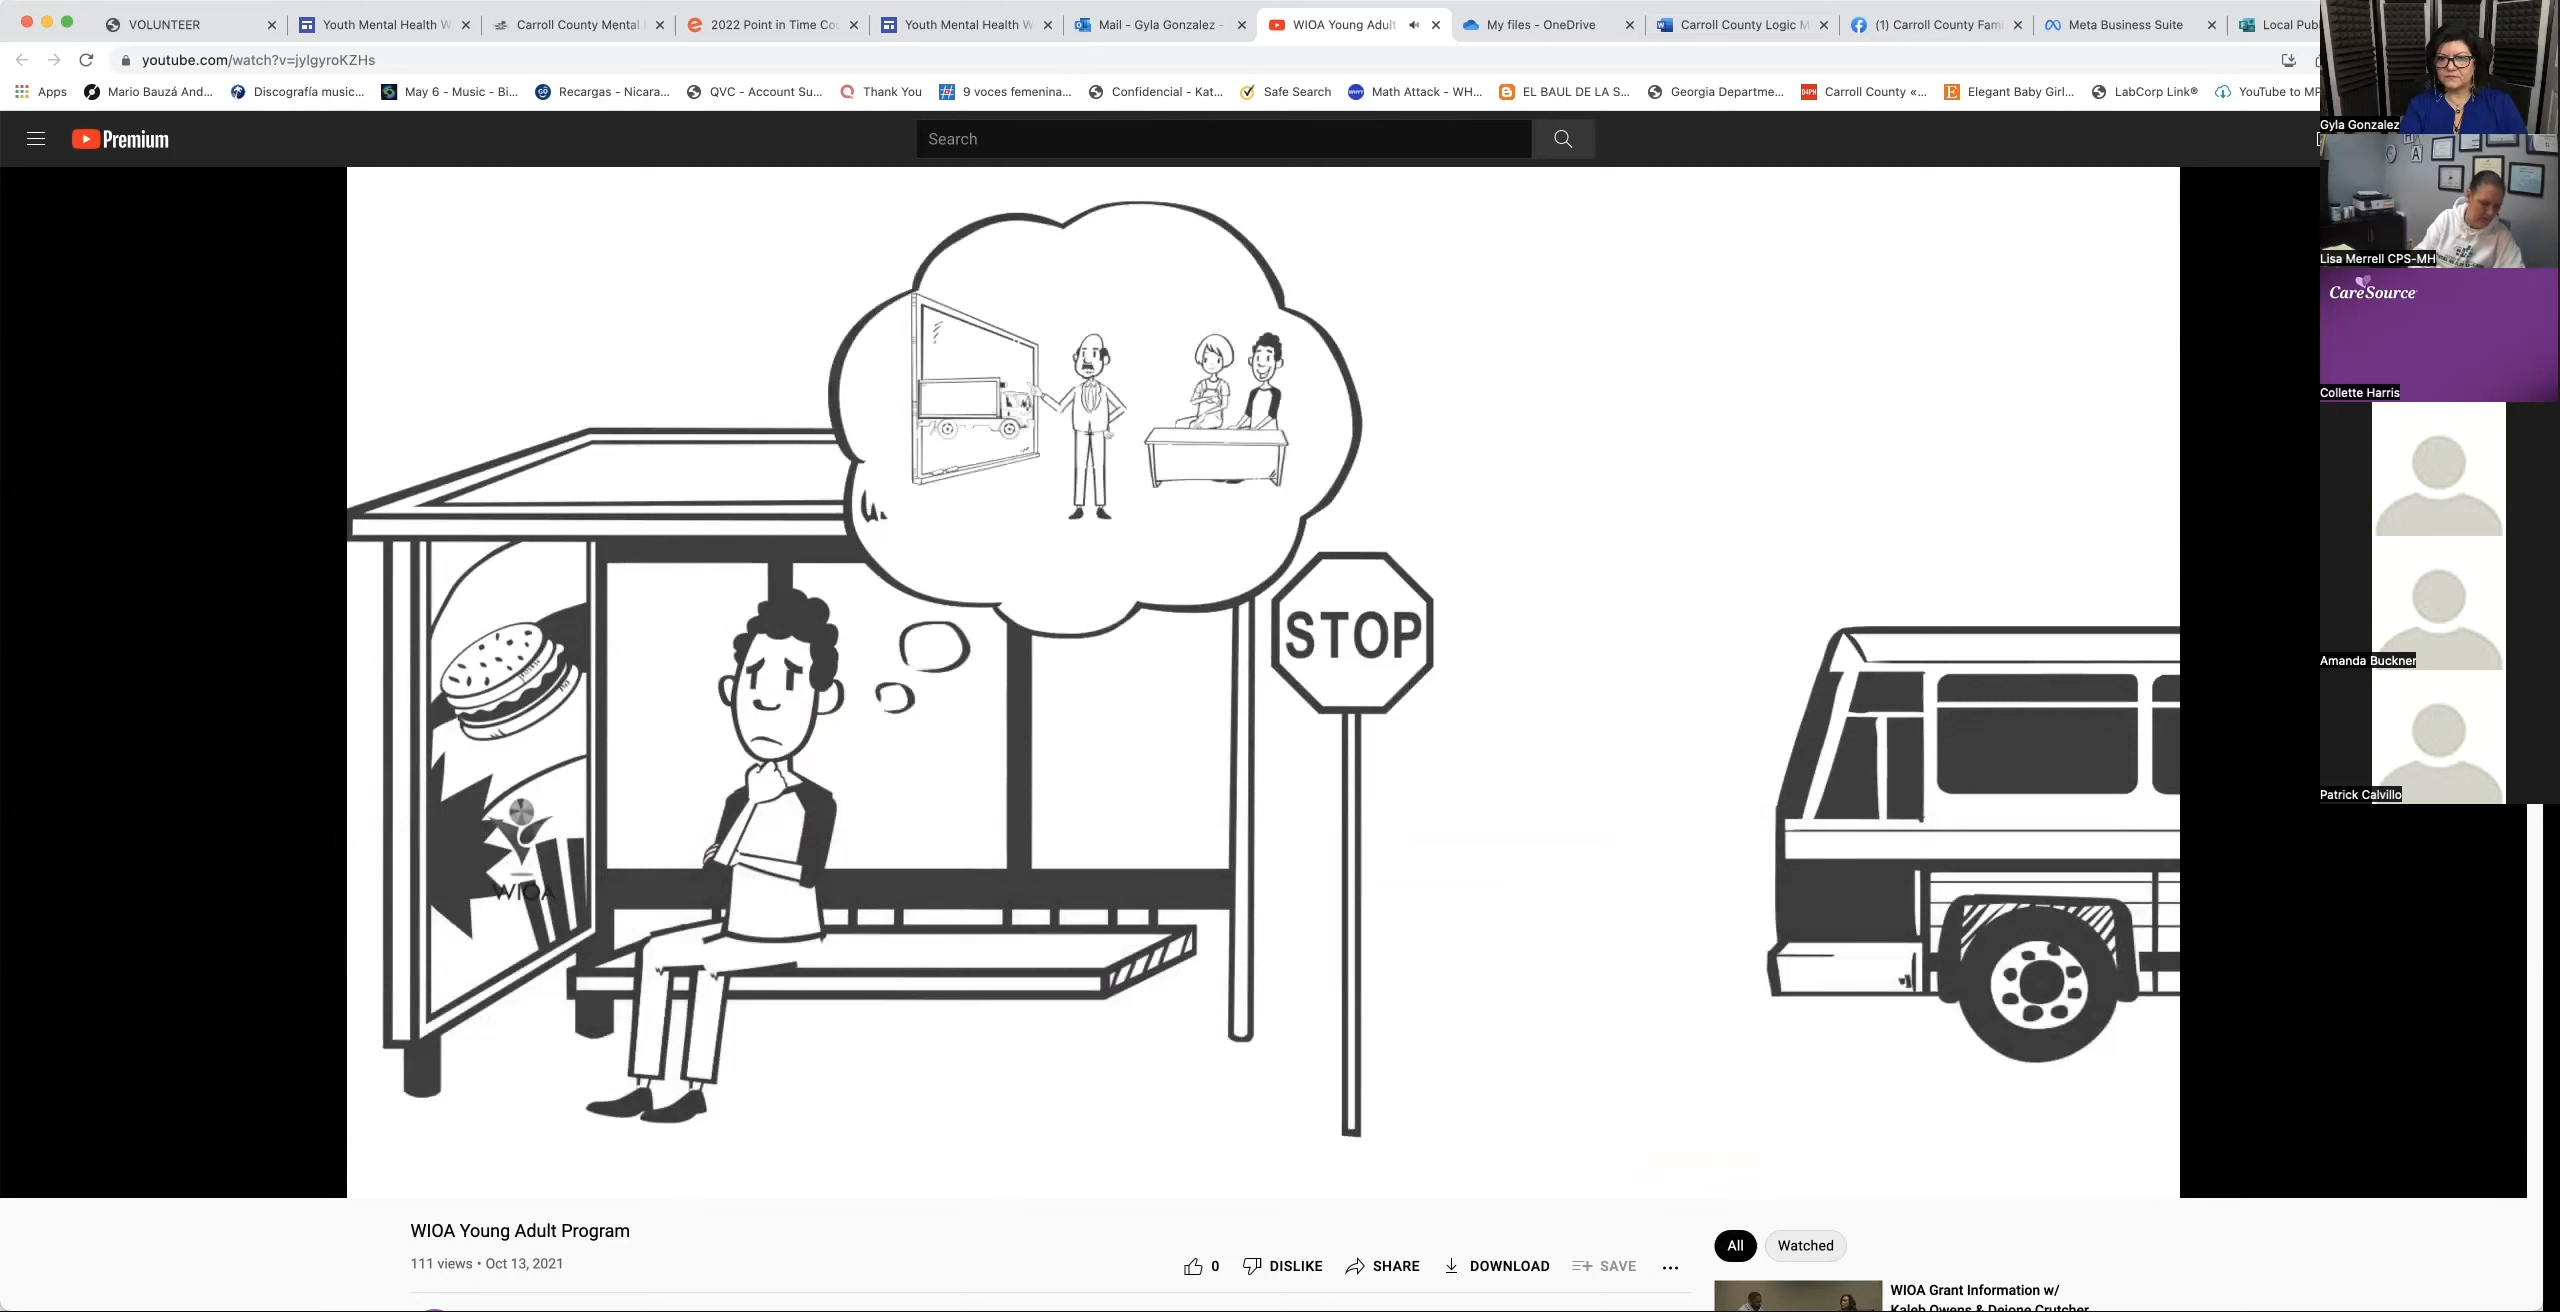 VOLUNTEER
Youth Mental Health W
Carroll County Mental
2022 Point in Time Co
Youth Mental Health W
Mail - Gyla Gonzalez -
WIOA Young Adult
My files - OneDrive
Carroll County Logic M
(1) Carroll County Fami
Meta Business Suite
Local Pub
youtube.com/watch?v=jylgyroKZHs
Apps
Mario Bauzá And...
Discografía music...
May 6 - Music - Bi...
Recargas - Nicara...
QVC - Account Su...
Thank You
9 voces femenina...
Confidencial - Kat...
Safe Search
Math Attack - WH...
EL BAUL DE LA S...
Georgia Departme...
Carroll County «...
Elegant Baby Girl...
LabCorp Link®
YouTube to MP
Premium
Search
Gyla Gonzalez
A
Lisa Merrell CPS-MH
CareSource
Collette Harris
Amanda Buckner
Patrick Calvillo
STOP
WIOA
WIOA Young Adult Program
111 views • Oct 13, 2021
0
DISLIKE
SHARE
DOWNLOAD
SAVE
All
Watched
WIOA Grant Information w/
Kaleb Owens & Dejone Crutcher